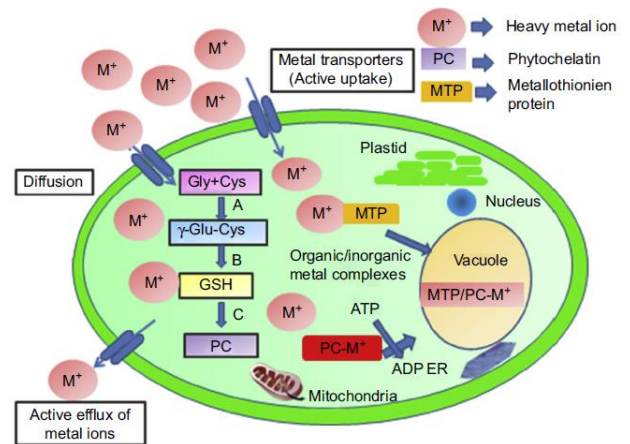 M⁺
Heavy metal ion
PC
Phytochelatin
MTP
Metallothionien
protein
Metal transporters
(Active uptake)
M⁺
M⁺
M⁺
M⁺
M⁺
Diffusion
Plastid
Nucleus
Gly+Cys
M⁺
A
M⁺
γ-Glu-Cys
M⁺
MTP
B
Organic/inorganic
metal complexes
Vacuole
MTP/PC-M⁺
M⁺
GSH
C
M⁺
ATP
PC
PC-M⁺
ADP ER
M⁺
Mitochondria
Active efflux of
metal ions